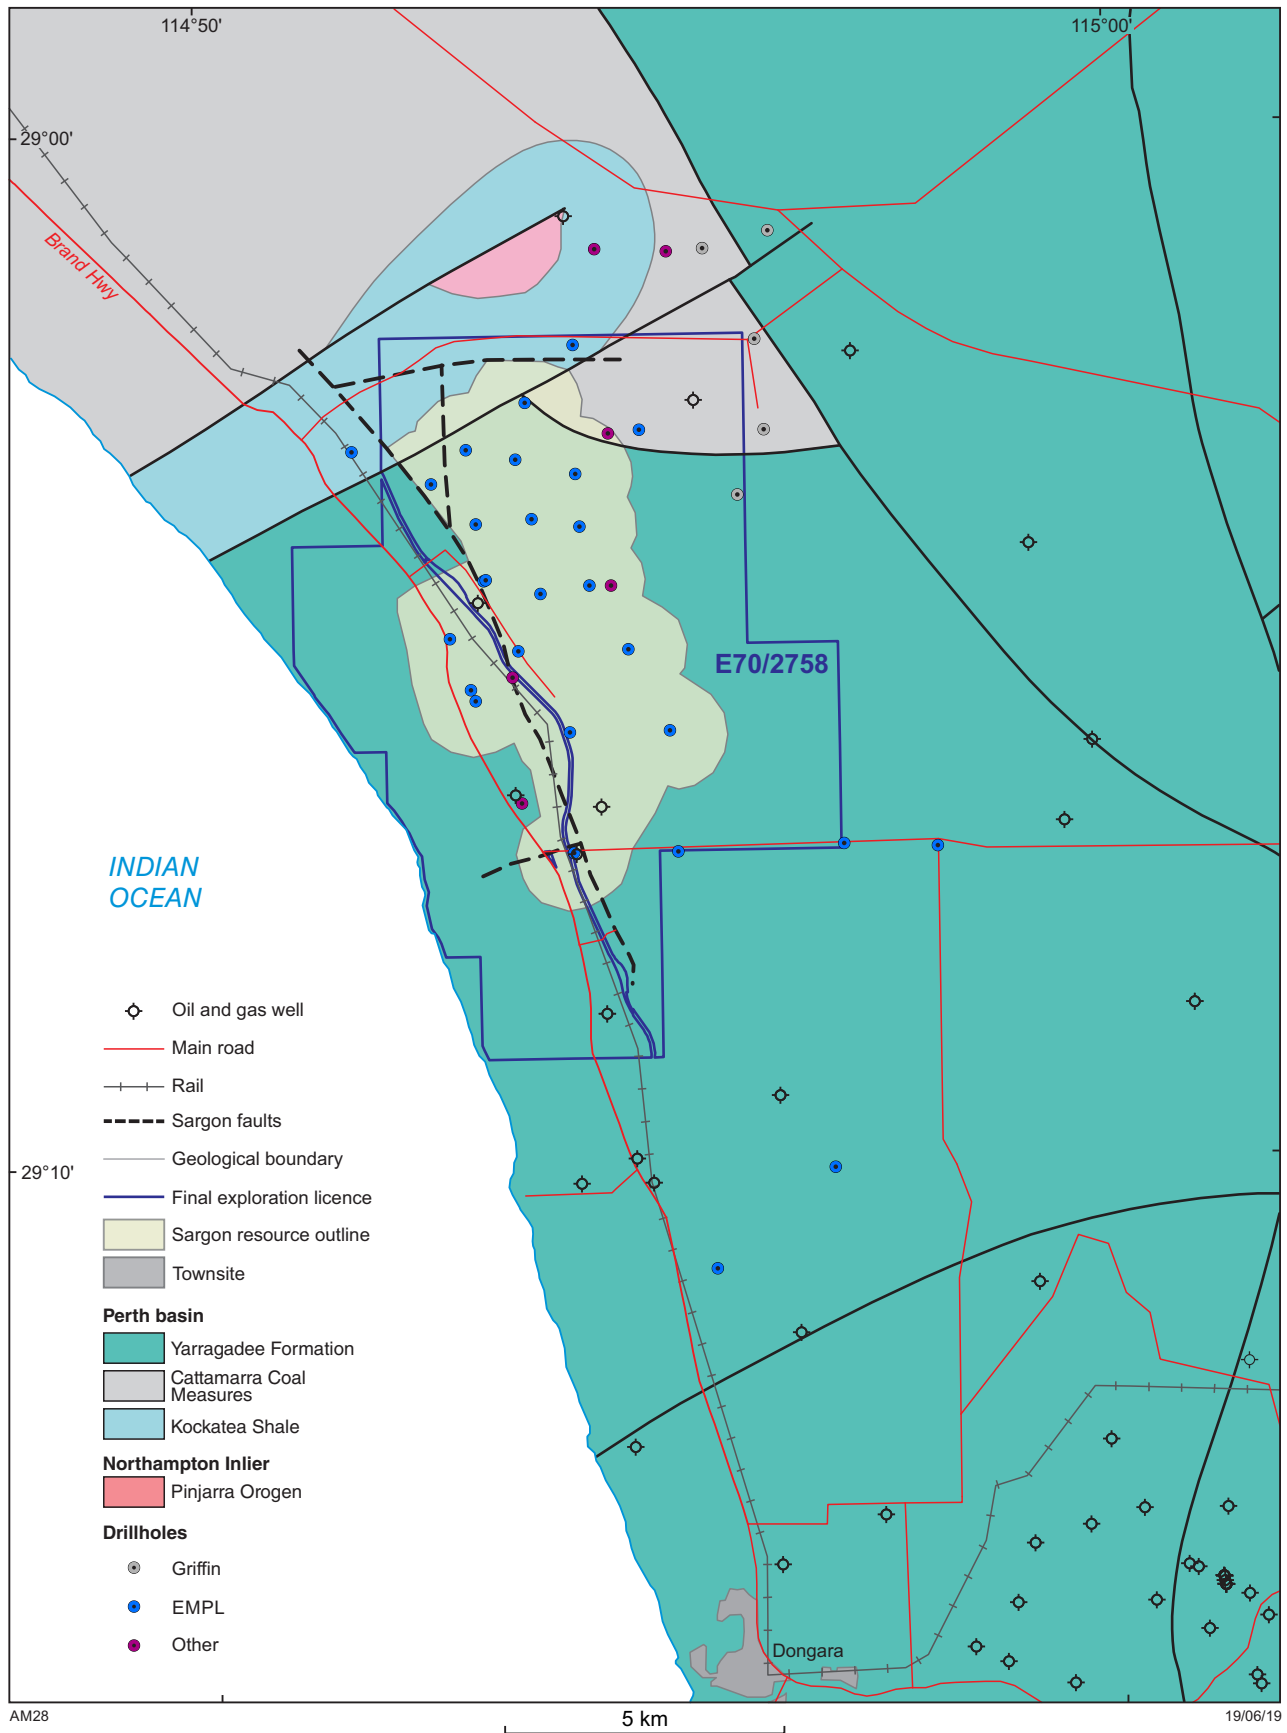 114°50'
115°00'
29°00'
Brand Hwy
E70/2758
INDIAN
OCEAN
Oil and gas well
Main road
Rail
Sargon faults
Geological boundary
29°10'
Final exploration licence
Sargon resource outline
Townsite
Perth basin
Yarragadee Formation
Cattamarra Coal
Measures
Kockatea Shale
Northampton Inlier
Pinjarra Orogen
Drillholes
Griffin
EMPL
Other
Dongara
AM28
5 km
19/06/19